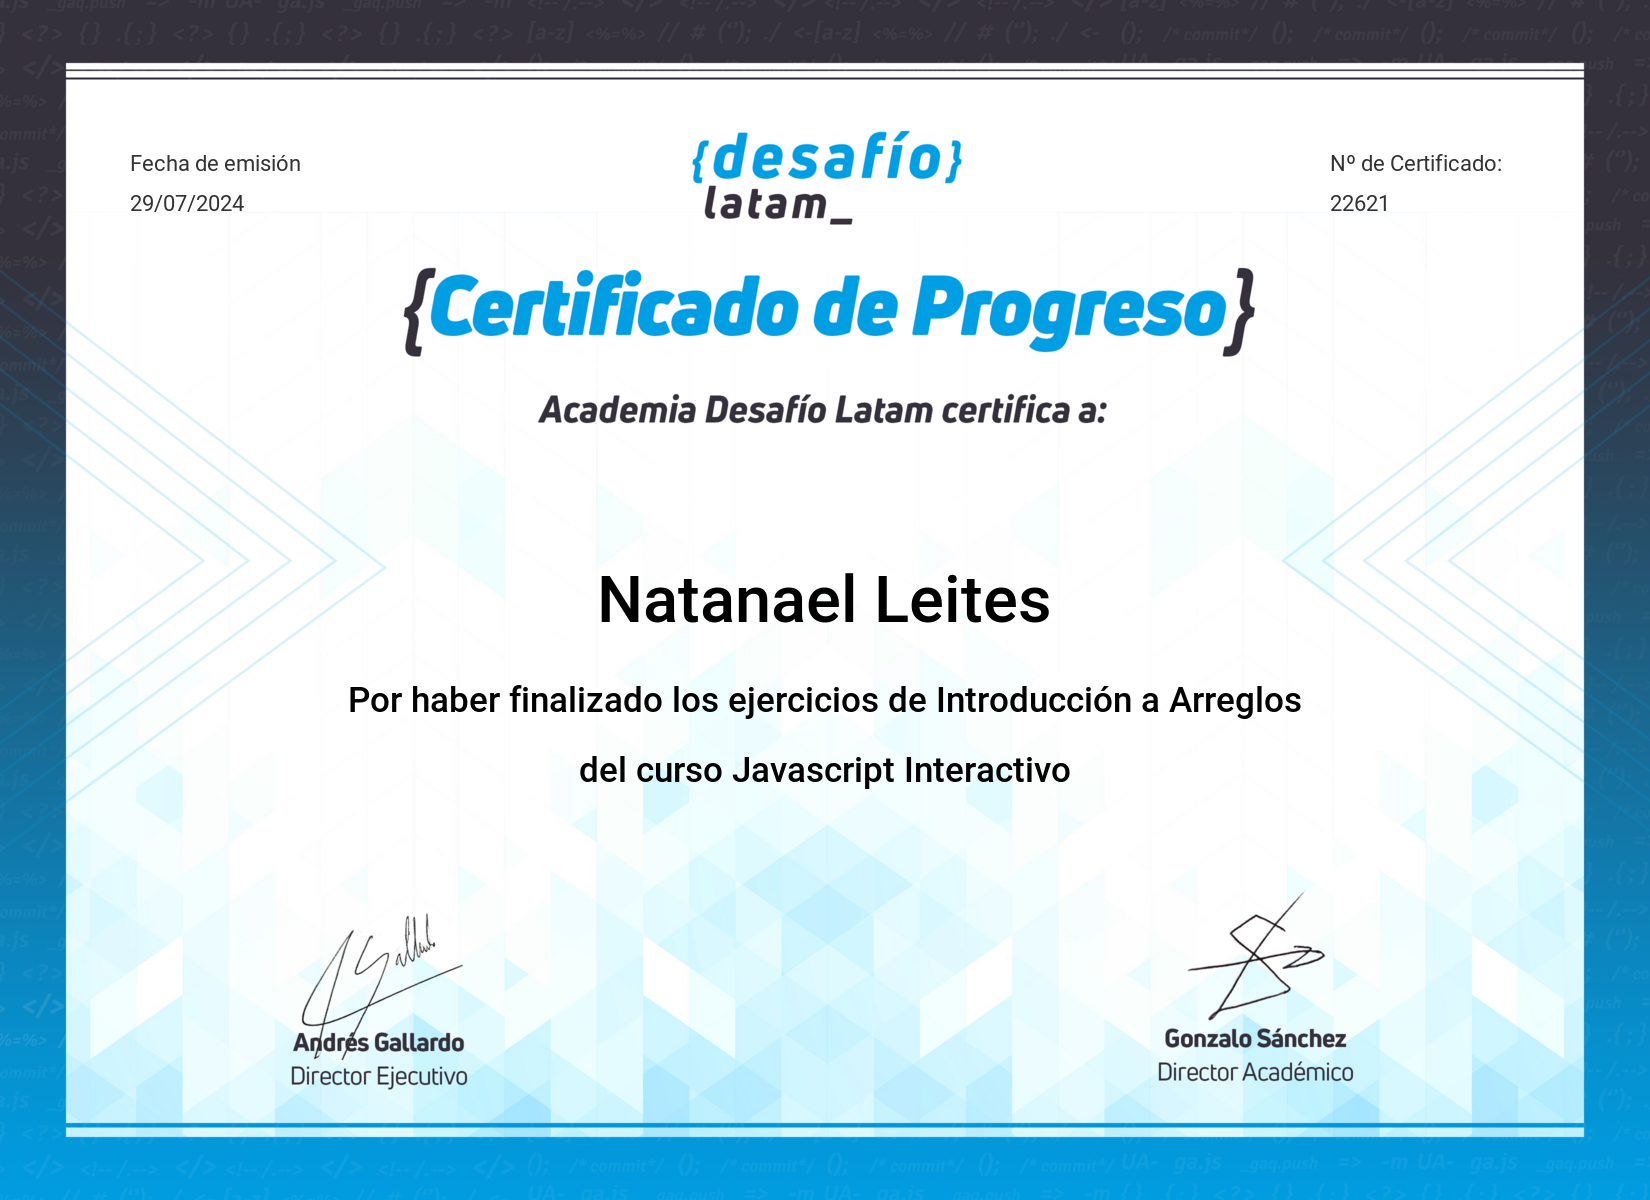 Fecha de emisión
29/07/2024
{desafío}
latam_
Nº de Certificado:
22621
{Certificado de Progreso}
Academia Desafío Latam certifica a:
Natanael Leites
Por haber finalizado los ejercicios de Introducción a Arreglos
del curso Javascript Interactivo
Andrés Gallardo
Director Ejecutivo
Gonzalo Sánchez
Director Académico